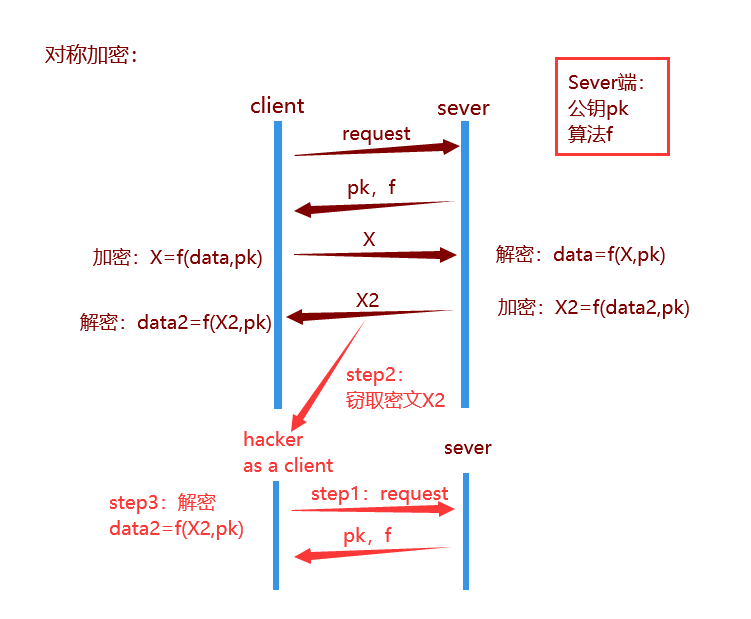 对称加密：
Sever端：
公钥pk
算法f
client
sever
request
pk，f
X
加密：X=f(data,pk)
解密：data=f(X,pk)
X2
加密：X2=f(data2,pk)
解密：data2=f(X2,pk)
step2：
窃取密文X2
hacker
as a client
sever
step1：request
step3：解密
data2=f(X2,pk)
pk，f